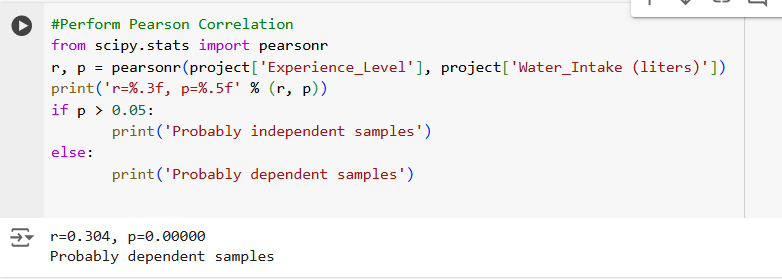 #Perform Pearson Correlation
from scipy.stats import pearsonr
r, p = pearsonr(project['Experience_Level'], project['Water_Intake (liters)'])
print('r=%.3f, p=%.5f' % (r, p))
if p > 0.05:
       print('Probably independent samples')
else:
       print('Probably dependent samples')
r=0.304, p=0.00000
Probably dependent samples